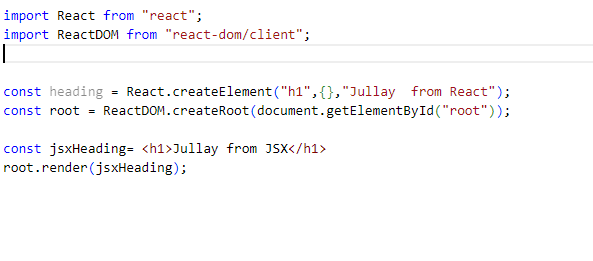 import React from "react";
import ReactDOM from "react-dom/client";
const heading = React.createElement("h1",{},"Jullay  from React");
const root = ReactDOM.createRoot(document.getElementById("root"));
const jsxHeading= <h1>Jullay from JSX</h1>
root.render(jsxHeading);